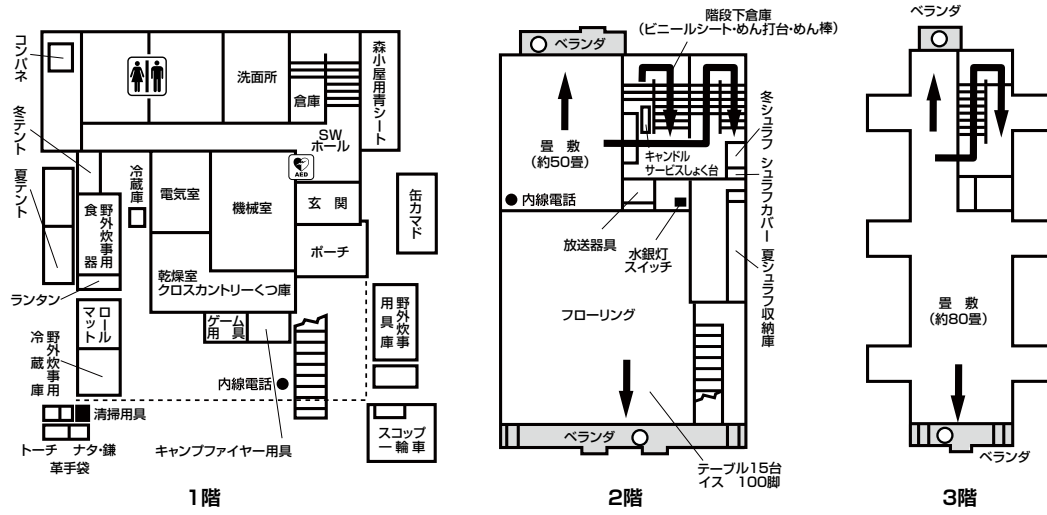 コンパネ
冬テント
夏テント
洗面所
倉庫
SW
ホール
森小屋用青シート
AED
冷蔵庫
電気室
機械室
玄 関
ポーチ
缶カマド
野外炊事用
食 器
乾燥室
クロスカントリーくつ庫
ランタン
ロール
マット
ゲーム
用 具
野外炊事
用 具 庫
野外炊事用
冷 蔵 庫
内線電話
清掃用具
トーチ
ナタ・鎌
革手袋
キャンプファイヤー用具
スコップ
一輪車
1階
階段下倉庫
(ビニールシート・めん打台・めん棒)
ベランダ
畳 敷
(約50畳)
キャンドル
サービスしょく台
冬シュラフ
シュラフカバー
夏シュラフ収納庫
内線電話
放送器具
水銀灯
スイッチ
フローリング
ベランダ
テーブル15台
イス 100脚
2階
ベランダ
畳 敷
(約80畳)
ベランダ
3階